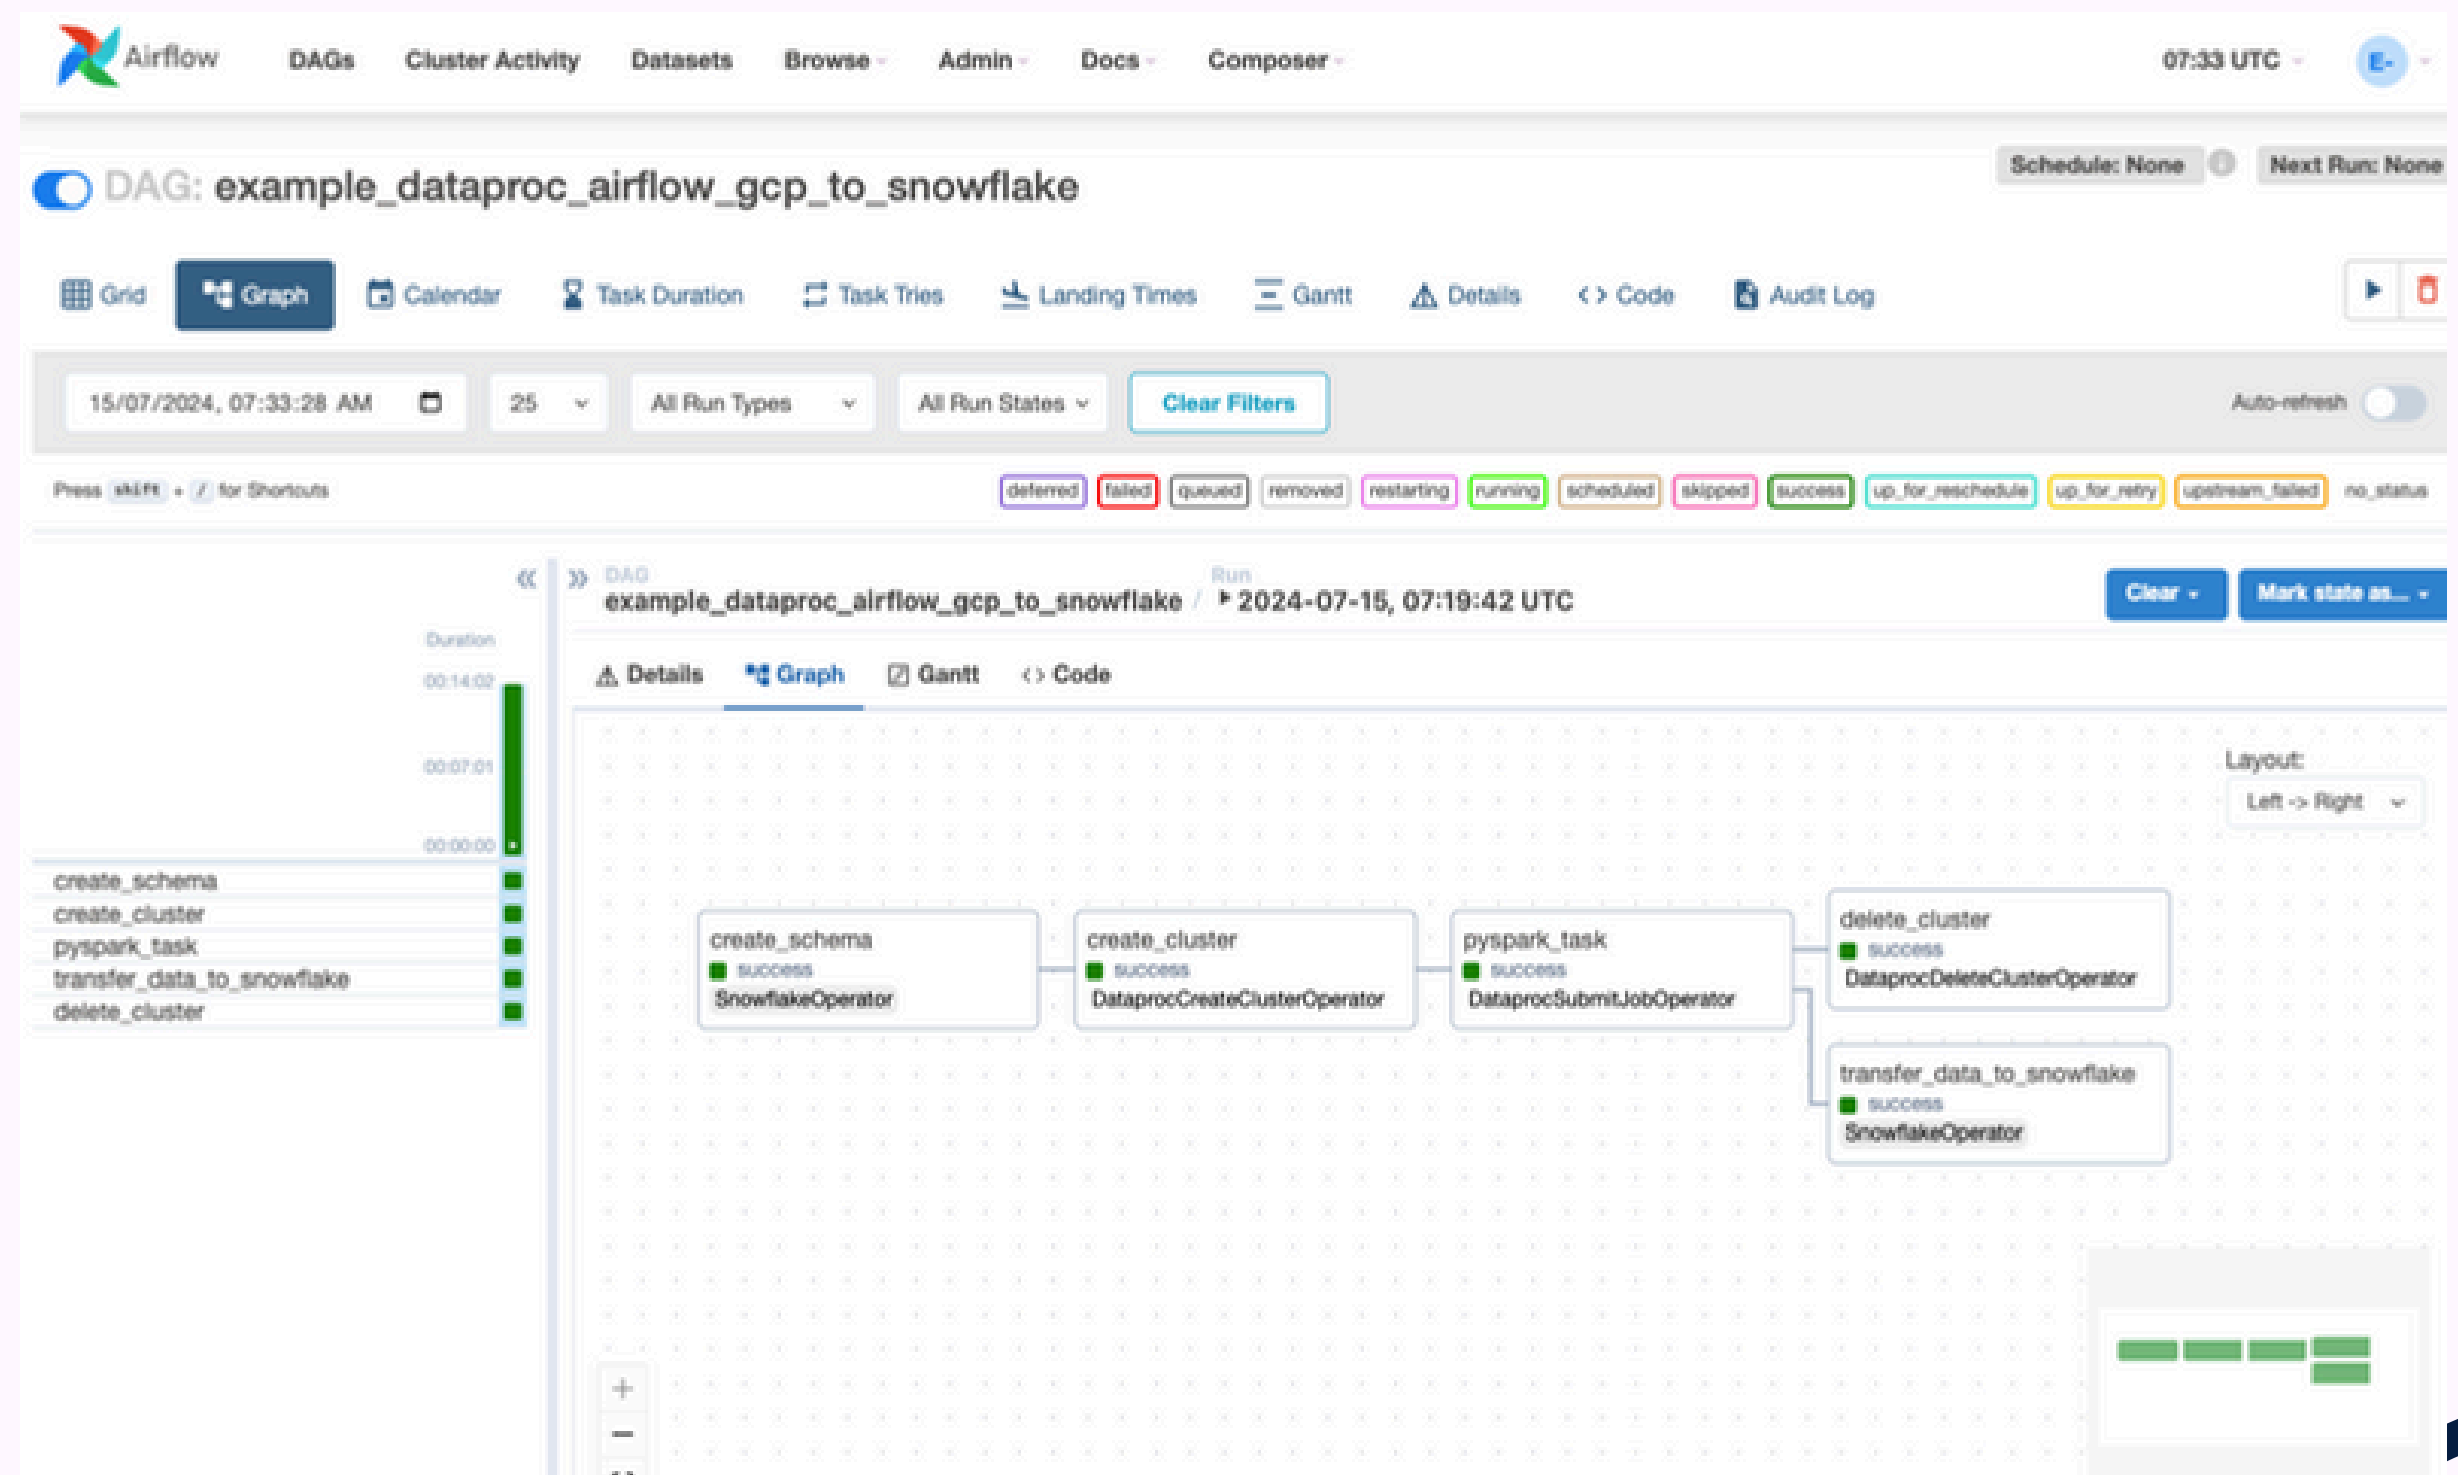 Airflow DAGs Cluster Activity Datasets Browse Admin Docs Composer 07:33 UTC E-
Schedule: None Next Run: None
DAG: example_dataproc_airflow_gcp_to_snowflake
Grid Graph Calendar Task Duration Task Tries Landing Times Gantt Details <> Code Audit Log
15/07/2024, 07:33:28 AM 25 All Run Types All Run States Clear Filters Auto-refresh
Press shift + / for Shortcuts deferred failed queued removed restarting running scheduled skipped success up_for_reschedule up_for_retry upstream_failed no_status
DAG Run
example_dataproc_airflow_gcp_to_snowflake / 2024-07-15, 07:19:42 UTC Clear Mark state as...
Duration
00:14:02
00:07:01
00:00:00
create_schema
create_cluster
pyspark_task
transfer_data_to_snowflake
delete_cluster
Details Graph Gantt <> Code
Layout:
Left -> Right
create_schema
success
SnowflakeOperator
create_cluster
success
DataprocCreateClusterOperator
pyspark_task
success
DataprocSubmitJobOperator
delete_cluster
success
DataprocDeleteClusterOperator
transfer_data_to_snowflake
success
SnowflakeOperator